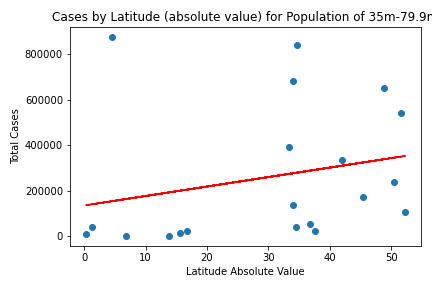 Cases by Latitude (absolute value) for Population of 35m-79.9m
800000
600000
400000
200000
0
Total Cases
0 10 20 30 40 50
Latitude Absolute Value